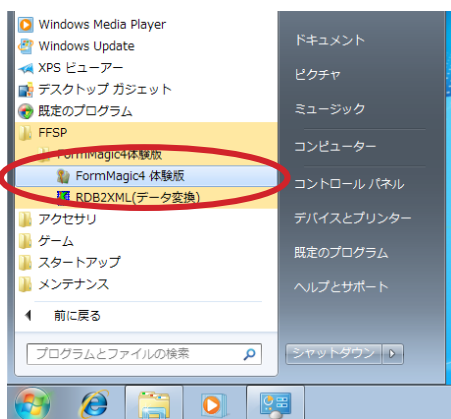 Windows Media Player
Windows Update
XPS ビューアー
デスクトップ ガジェット
既定のプログラム
FFSP
FormMagic4体験版
FormMagic4 体験版
RDB2XML(データ変換)
アクセサリ
ゲーム
スタートアップ
メンテナンス
前に戻る
プログラムとファイルの検索
ドキュメント
ピクチャ
ミュージック
コンピューター
コントロール パネル
デバイスとプリンター
既定のプログラム
ヘルプとサポート
シャットダウン